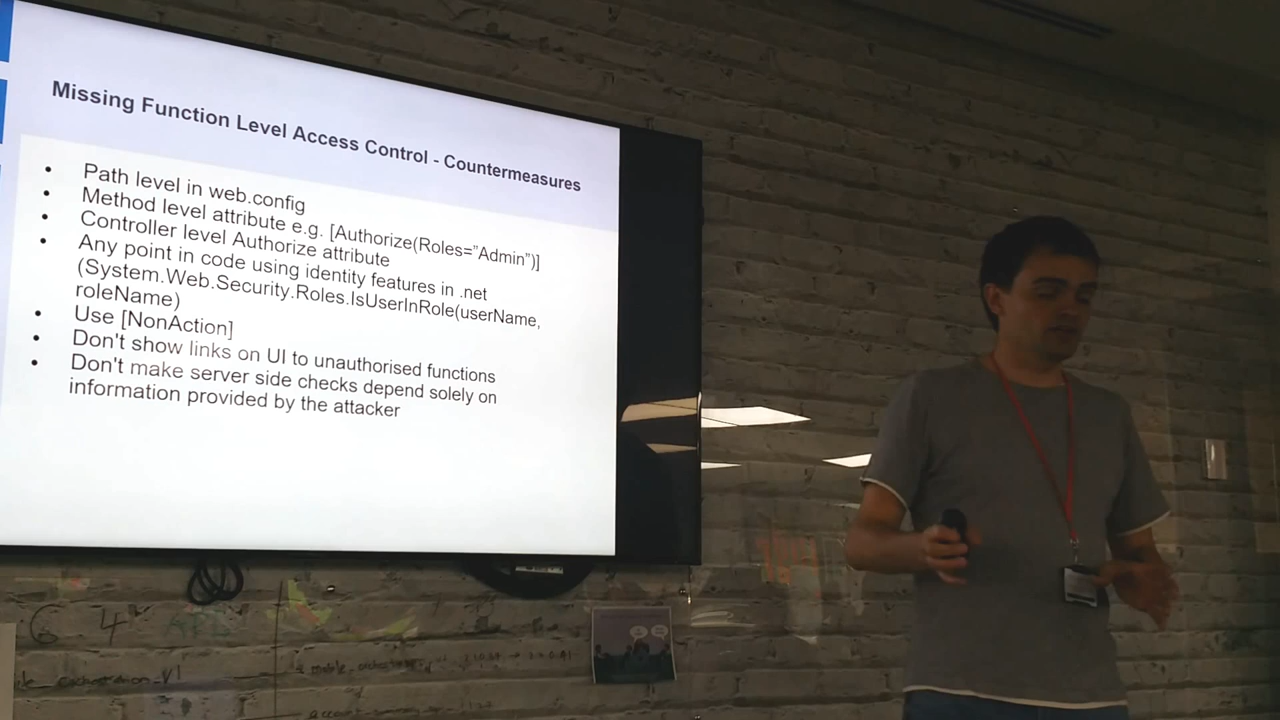 Missing Function Level Access Control - Countermeasures
• Path level in web.config
• Method level attribute e.g. [Authorize(Roles="Admin”)]
• Controller level Authorize attribute
• Any point in code using identity features in .net
(System.Web.Security.Roles.IsUserInRole(userName,
roleName)
• Use [NonAction]
• Don't show links on UI to unauthorised functions
• Don't make server side checks depend solely on
information provided by the attacker
6 4